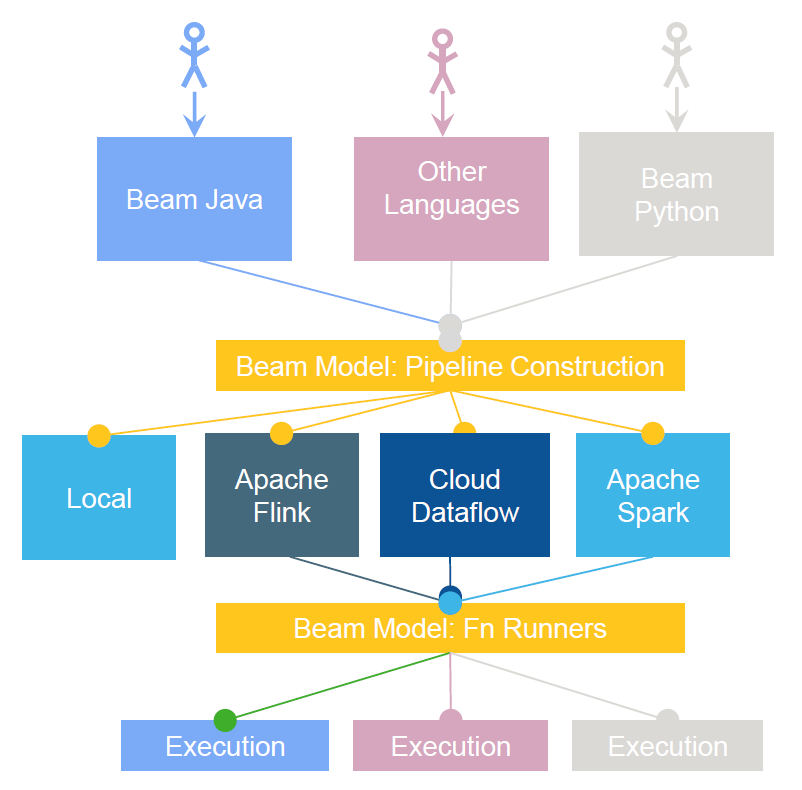 Beam Java
Other
Languages
Beam
Python
Beam Model: Pipeline Construction
Local
Apache
Flink
Cloud
Dataflow
Apache
Spark
Beam Model: Fn Runners
Execution
Execution
Execution